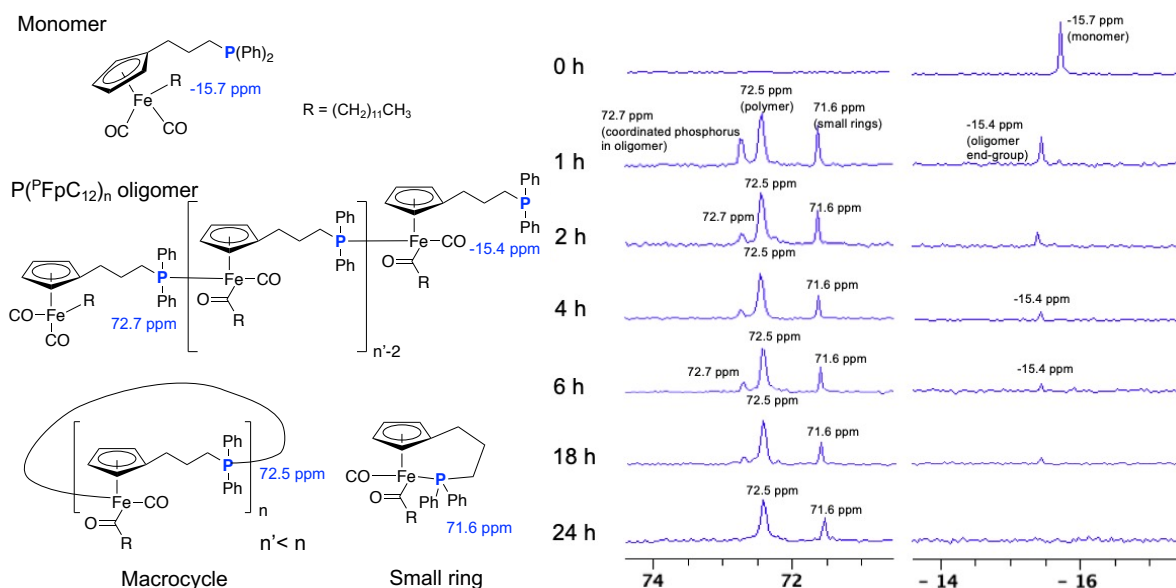 Monomer
P(Ph)₂
R
-15.7 ppm
Fe
OC
CO
R = (CH₂)₁₁CH₃
P(ᴾFpC₁₂)ₙ oligomer
Ph
P
Ph
-15.4 ppm
Fe
CO
O
R
Ph
P
Ph
Fe
CO
O
R
n'-2
Ph
P
Ph
72.7 ppm
Fe
R
CO
CO
Ph
P
Ph
72.5 ppm
Fe
CO
O
R
n
n'< n
Macrocycle
CO
Fe
P
Ph
Ph
O
R
71.6 ppm
Small ring
0 h
-15.7 ppm
(monomer)
1 h
72.7 ppm
(coordinated phosphorus
in oligomer)
72.5 ppm
(polymer)
71.6 ppm
(small rings)
-15.4 ppm
(oligomer
end-group)
2 h
72.7 ppm
72.5 ppm
71.6 ppm
4 h
72.5 ppm
71.6 ppm
-15.4 ppm
6 h
72.7 ppm
72.5 ppm
71.6 ppm
-15.4 ppm
18 h
72.5 ppm
71.6 ppm
24 h
72.5 ppm
71.6 ppm
74
72
- 14
- 16